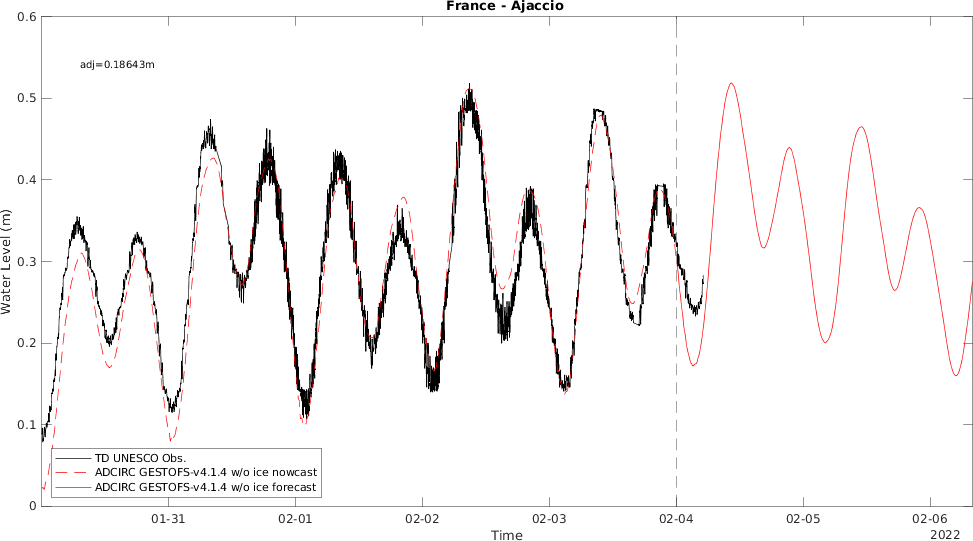 France - Ajaccio
0.6
adj=0.18643m
0.5
0.4
0.3
0.2
0.1
0
Water Level (m)
TD UNESCO Obs.
ADCIRC GESTOFS-v4.1.4 w/o ice nowcast
ADCIRC GESTOFS-v4.1.4 w/o ice forecast
01-31
02-01
02-02
02-03
02-04
02-05
02-06
Time
2022